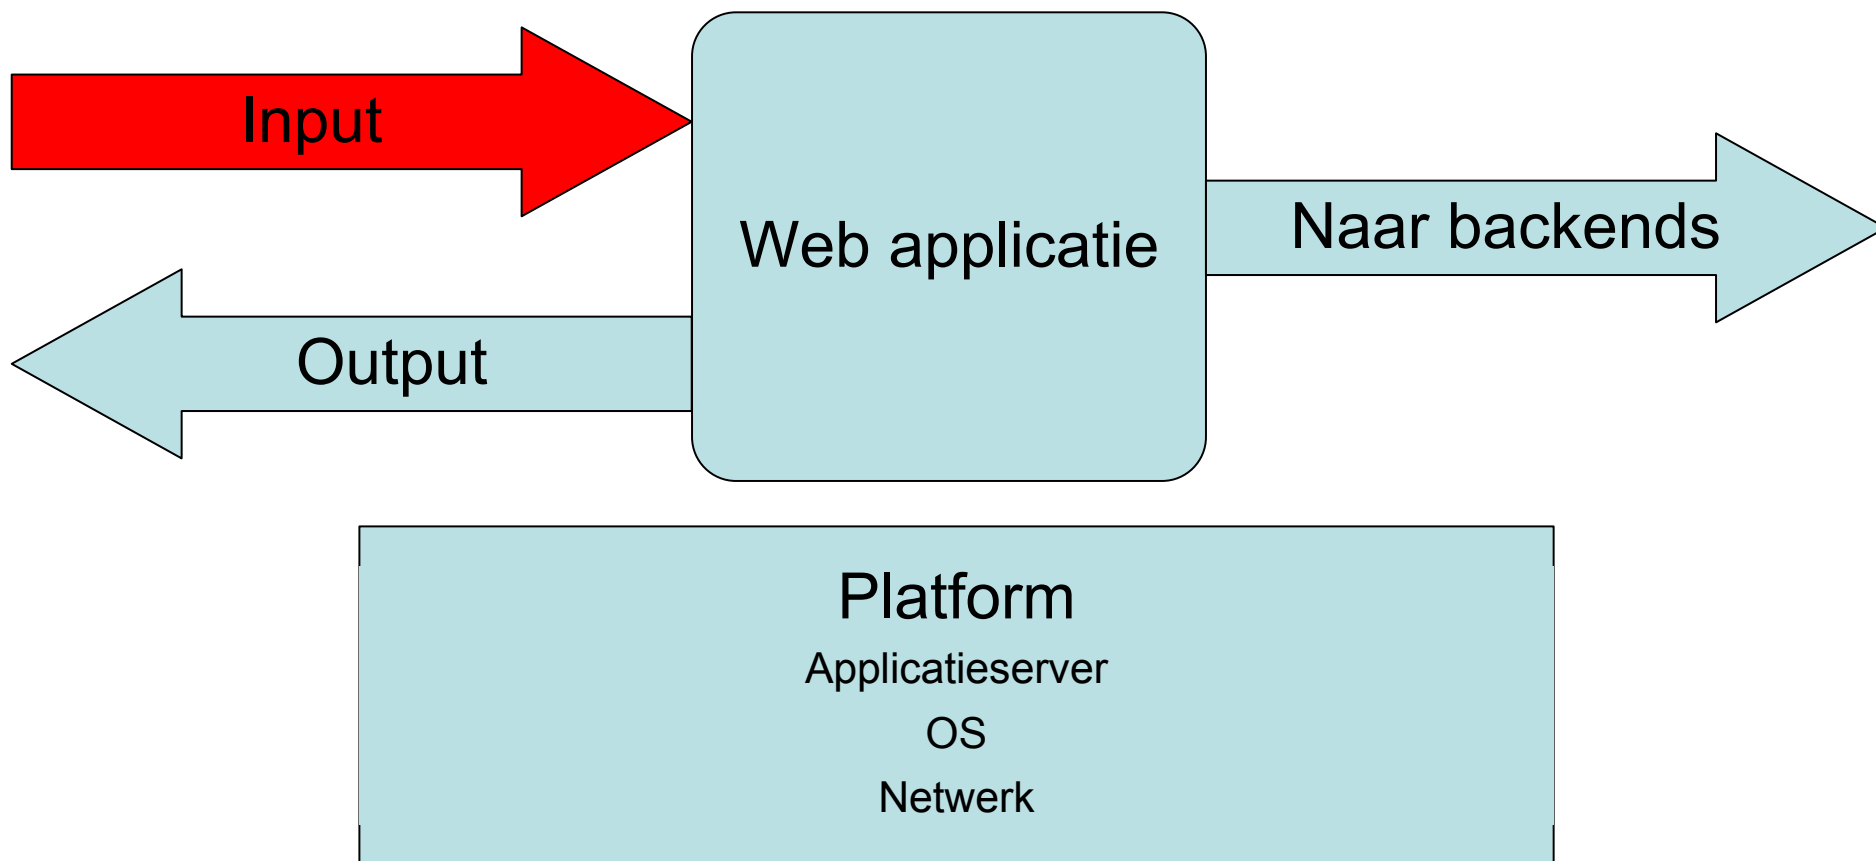 Input
Web applicatie
Naar backends
Output
Platform
Applicatieserver
OS
Netwerk